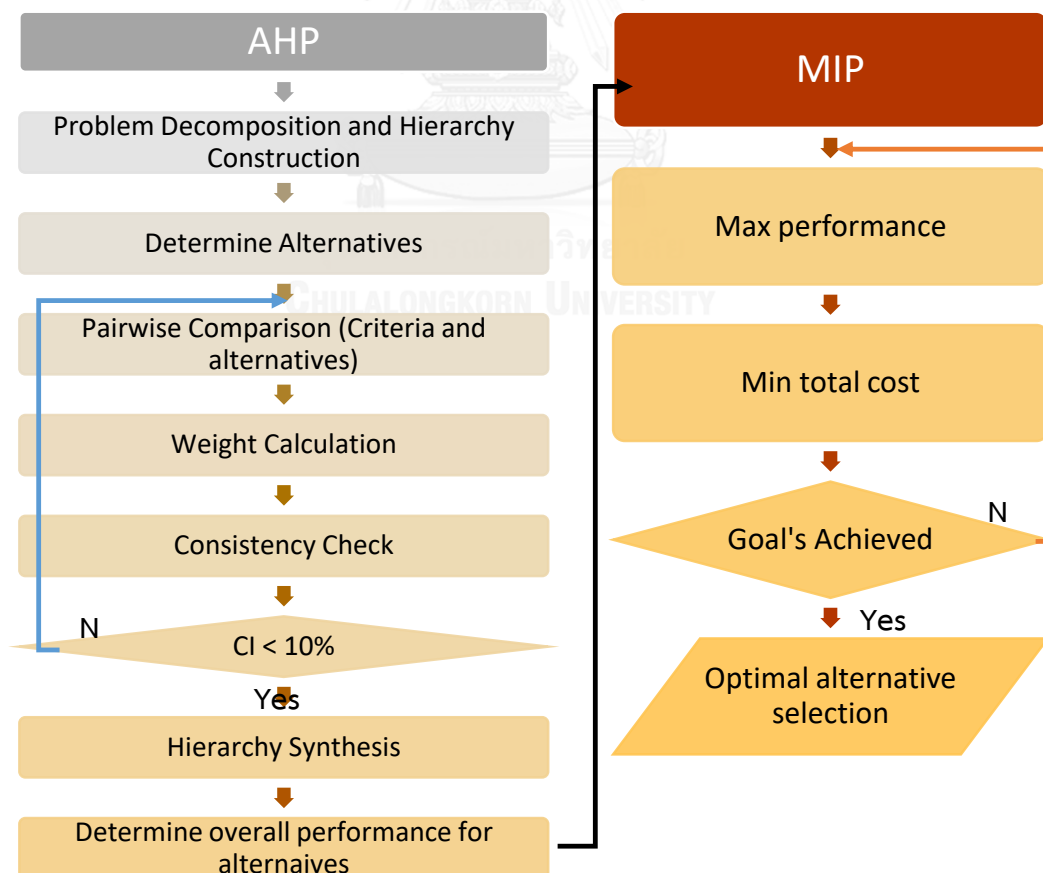 AHP
Problem Decomposition and Hierarchy
Construction
Determine Alternatives
Pairwise Comparison (Criteria and
alternatives)
Weight Calculation
Consistency Check
N
CI < 10%
Yes
Hierarchy Synthesis
Determine overall performance for
alternaives
MIP
Max performance
Min total cost
N
Goal's Achieved
Yes
Optimal alternative
selection
CHULALONGKORN UNIVERSITY